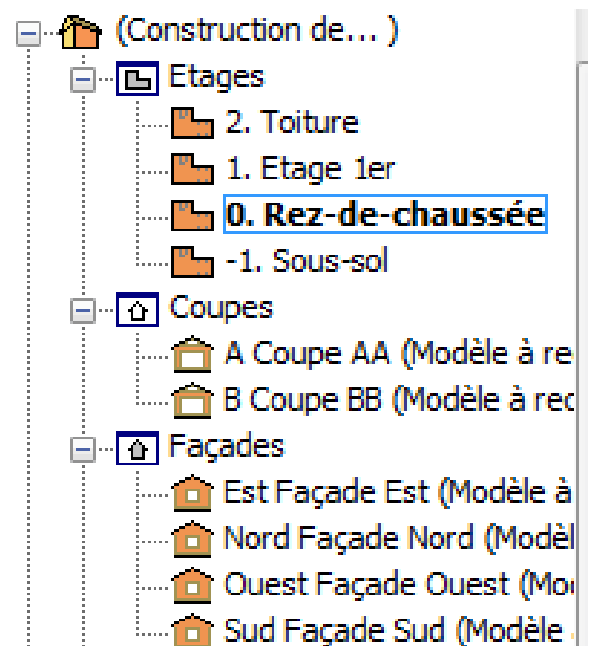 (Construction de... )
Etages
2. Toiture
1. Etage 1er
0. Rez-de-chaussée
-1. Sous-sol
Coupes
A Coupe AA (Modèle à re
B Coupe BB (Modèle à rec
Façades
Est Façade Est (Modèle à
Nord Façade Nord (Modèl
Ouest Façade Ouest (Mo
Sud Façade Sud (Modèle